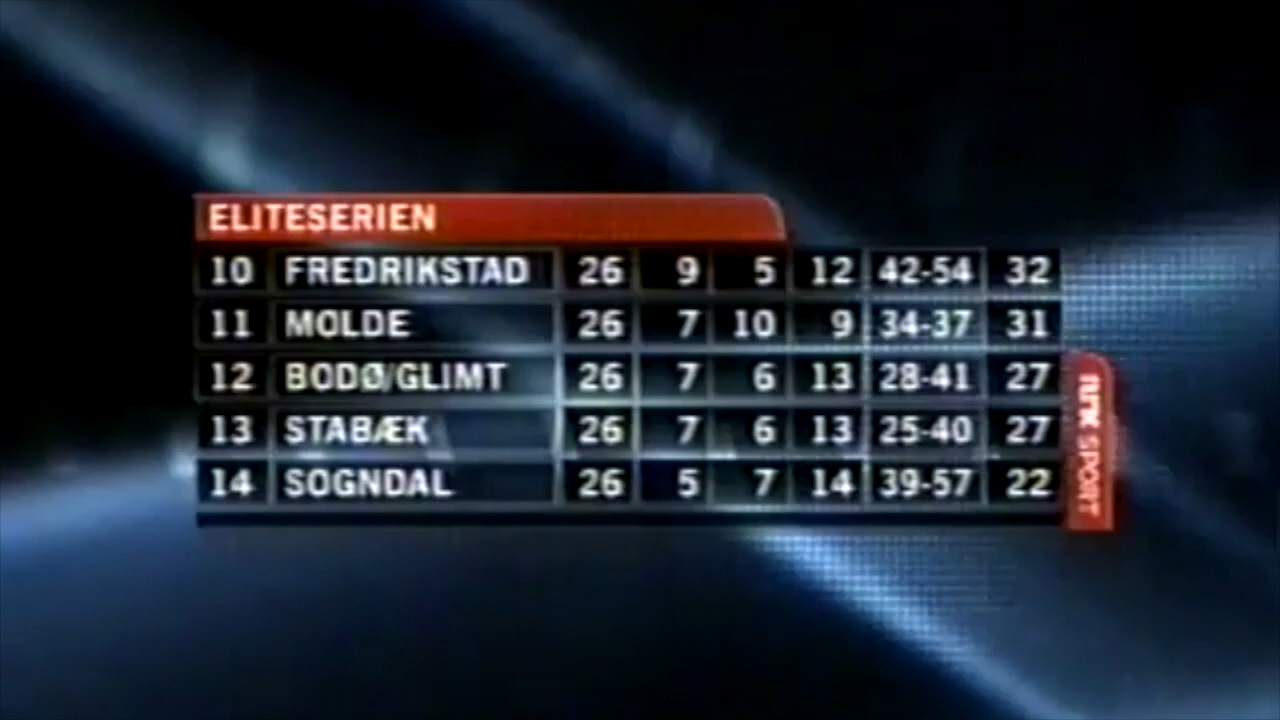 ELITESERIEN
10 FREDRIKSTAD 26 9 5 12 42-54 32
11 MOLDE 26 7 10 9 34-37 31
12 BODØ/GLIMT 26 7 6 13 28-41 27
13 STABÆK 26 7 6 13 25-40 27
14 SOGNDAL 26 5 7 14 39-57 22
nrk SPORT